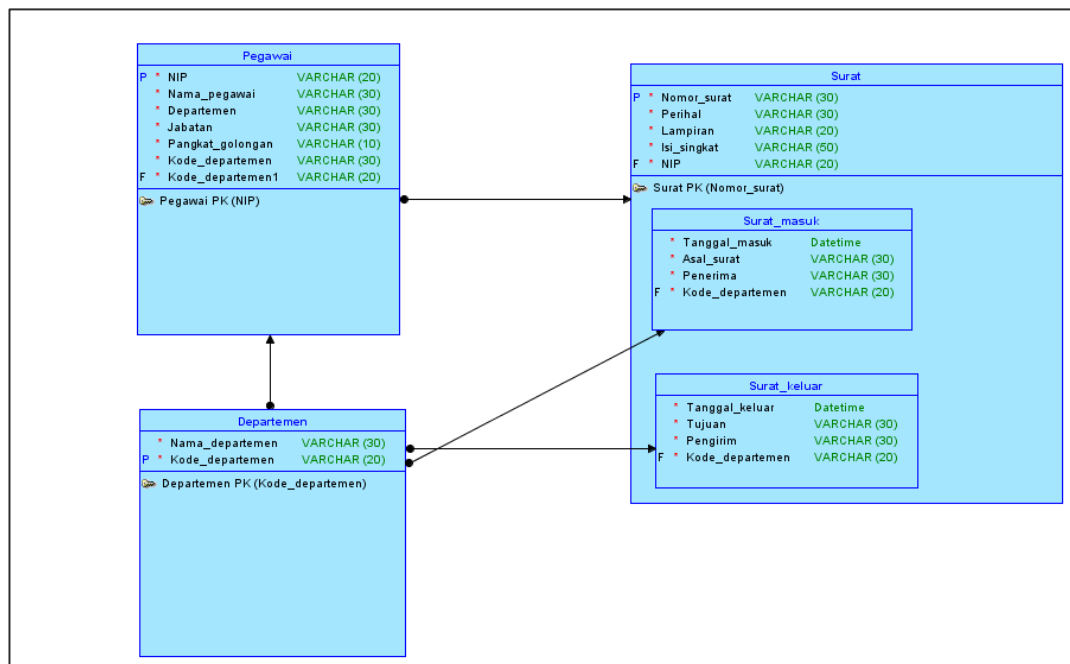 Pegawai
P * NIP VARCHAR (20)
* Nama_pegawai VARCHAR (30)
* Departemen VARCHAR (30)
* Jabatan VARCHAR (30)
* Pangkat_golongan VARCHAR (10)
* Kode_departemen VARCHAR (30)
F * Kode_departemen1 VARCHAR (20)
Pegawai PK (NIP)
Surat
P * Nomor_surat VARCHAR (30)
* Perihal VARCHAR (30)
* Lampiran VARCHAR (20)
* Isi_singkat VARCHAR (50)
F * NIP VARCHAR (20)
Surat PK (Nomor_surat)
Surat_masuk
* Tanggal_masuk Datetime
* Asal_surat VARCHAR (30)
* Penerima VARCHAR (30)
F * Kode_departemen VARCHAR (20)
Surat_keluar
* Tanggal_keluar Datetime
* Tujuan VARCHAR (30)
* Pengirim VARCHAR (30)
F * Kode_departemen VARCHAR (20)
Departemen
* Nama_departemen VARCHAR (30)
P * Kode_departemen VARCHAR (20)
Departemen PK (Kode_departemen)